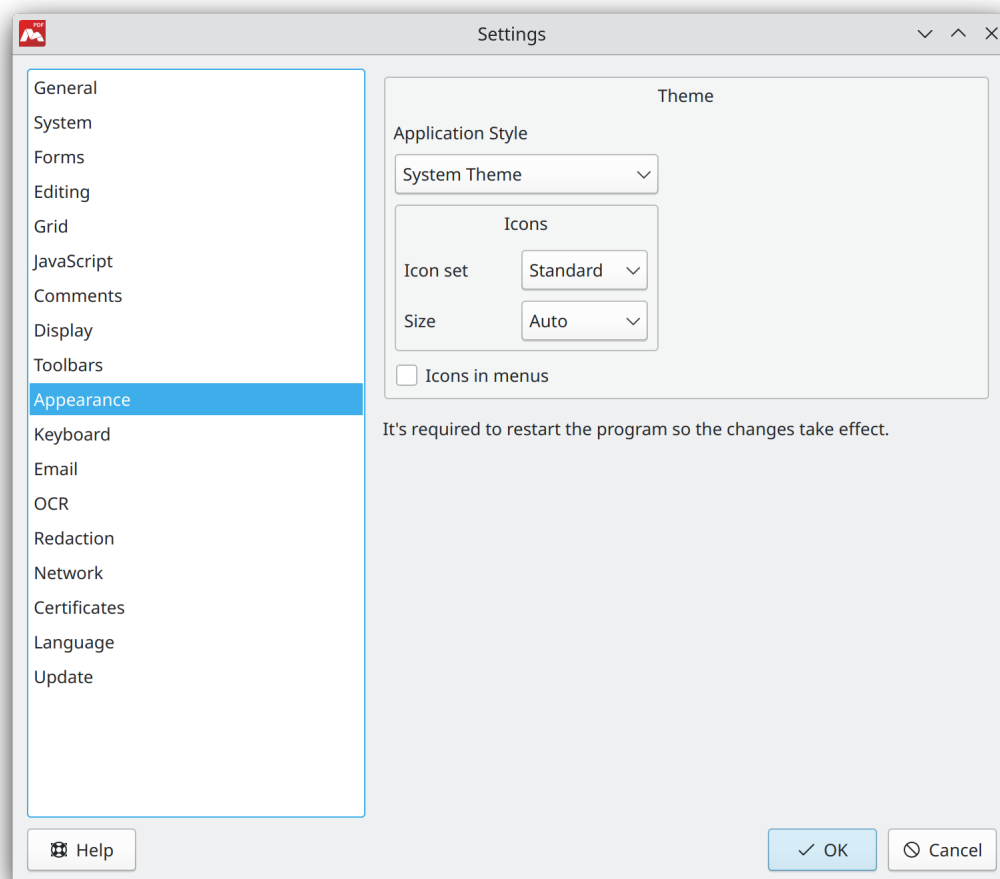 PDF
Settings
General
System
Forms
Editing
Grid
JavaScript
Comments
Display
Toolbars
Appearance
Keyboard
Email
OCR
Redaction
Network
Certificates
Language
Update
Theme
Application Style
System Theme
Icons
Icon set Standard
Size Auto
Icons in menus
It's required to restart the program so the changes take effect.
Help OK Cancel